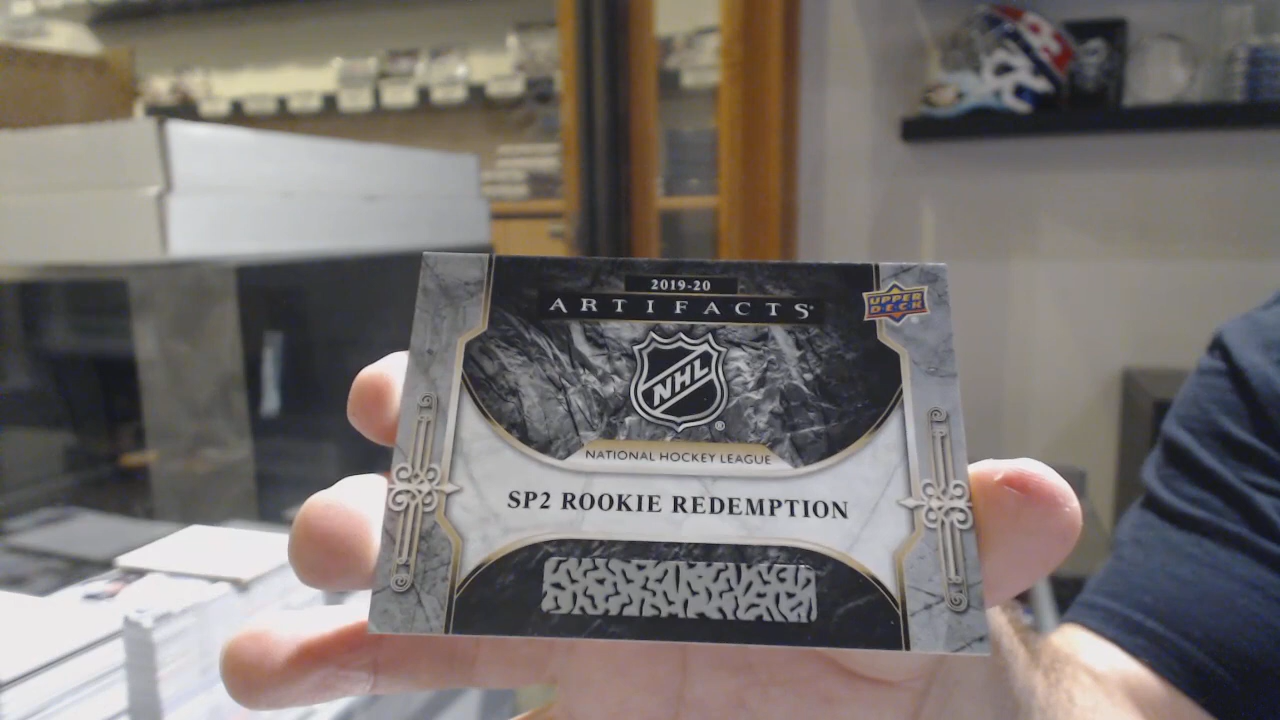 2019-20
ARTIFACTS®
UPPER
DECK
NHL
®
NATIONAL HOCKEY LEAGUE
SP2 ROOKIE REDEMPTION